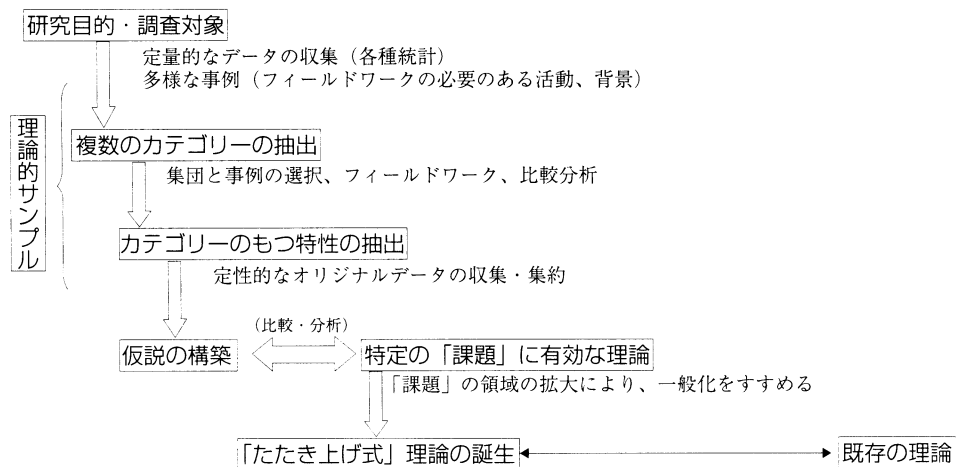 研究目的・調査対象
定量的なデータの収集（各種統計）
多様な事例（フィールドワークの必要のある活動、背景）
理論的サンプル
複数のカテゴリーの抽出
集団と事例の選択、フィールドワーク、比較分析
カテゴリーのもつ特性の抽出
定性的なオリジナルデータの収集・集約
（比較・分析）
仮説の構築
特定の「課題」に有効な理論
「課題」の領域の拡大により、一般化をすすめる
「たたき上げ式」理論の誕生
既存の理論